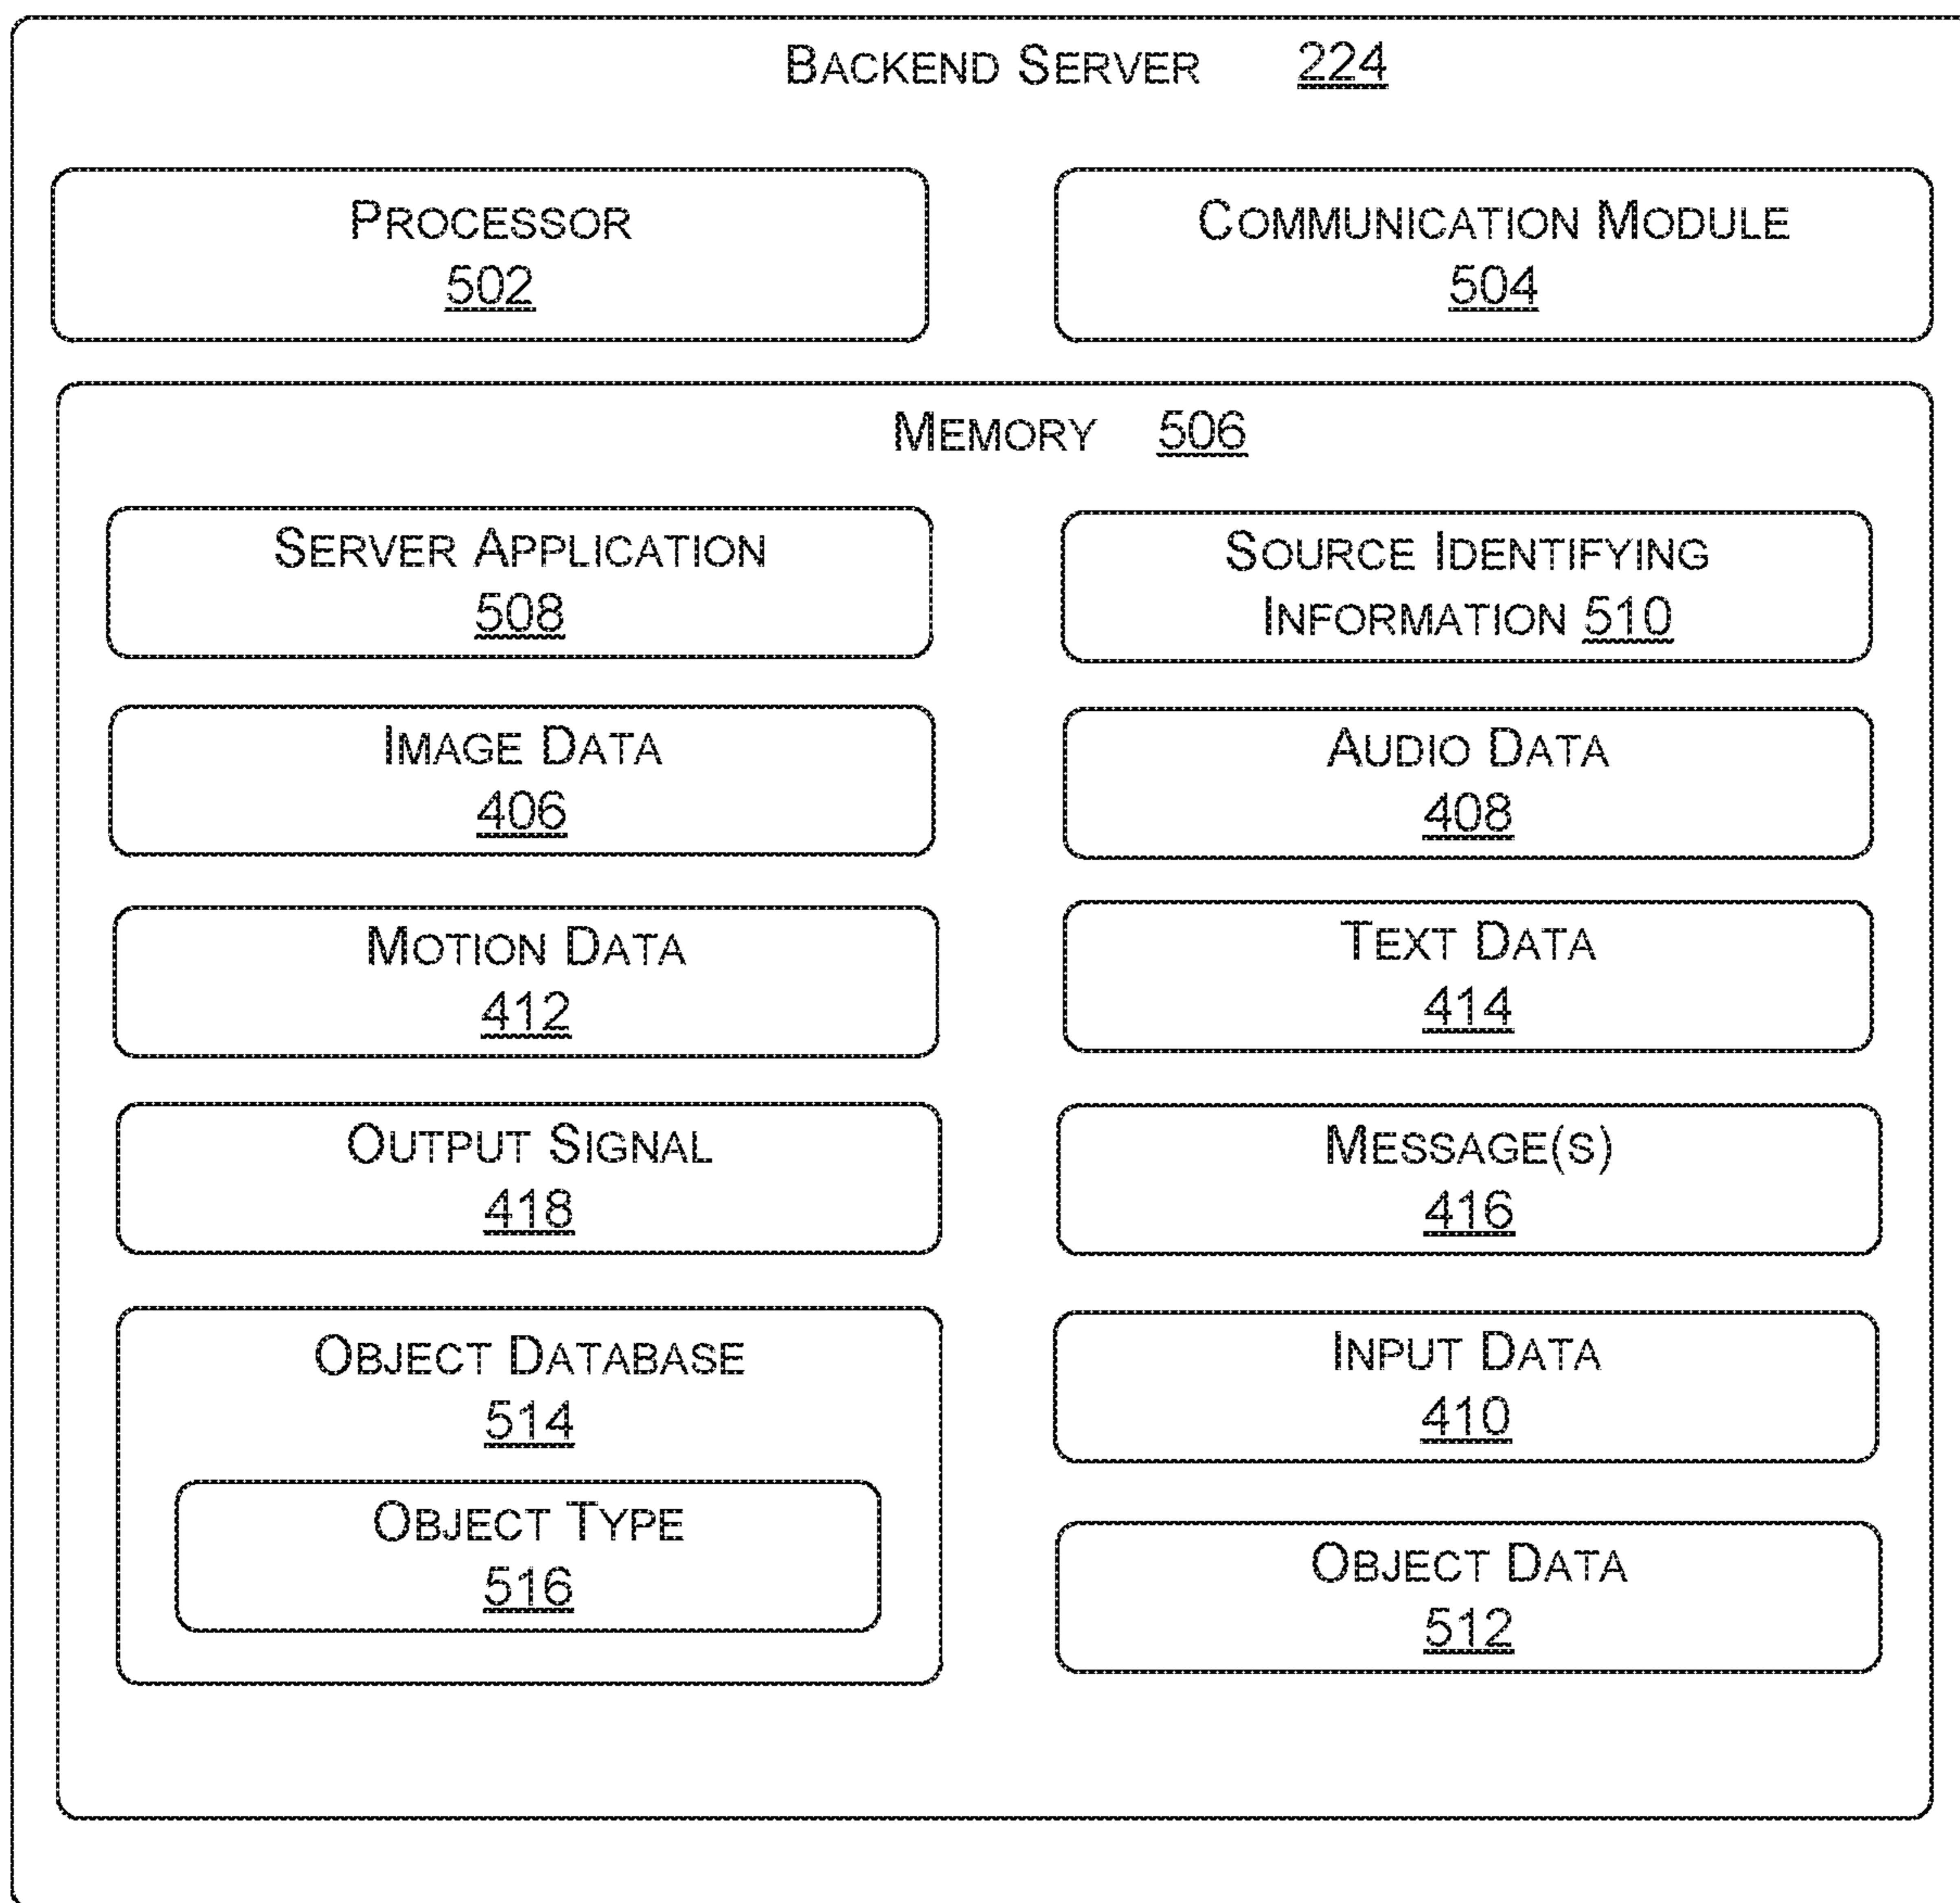 BACKEND SERVER 224
PROCESSOR
502
COMMUNICATION MODULE
504
MEMORY 506
SERVER APPLICATION
508
SOURCE IDENTIFYING
INFORMATION 510
IMAGE DATA
406
AUDIO DATA
408
MOTION DATA
412
TEXT DATA
414
OUTPUT SIGNAL
418
MESSAGE(S)
416
OBJECT DATABASE
514
INPUT DATA
410
OBJECT TYPE
516
OBJECT DATA
512